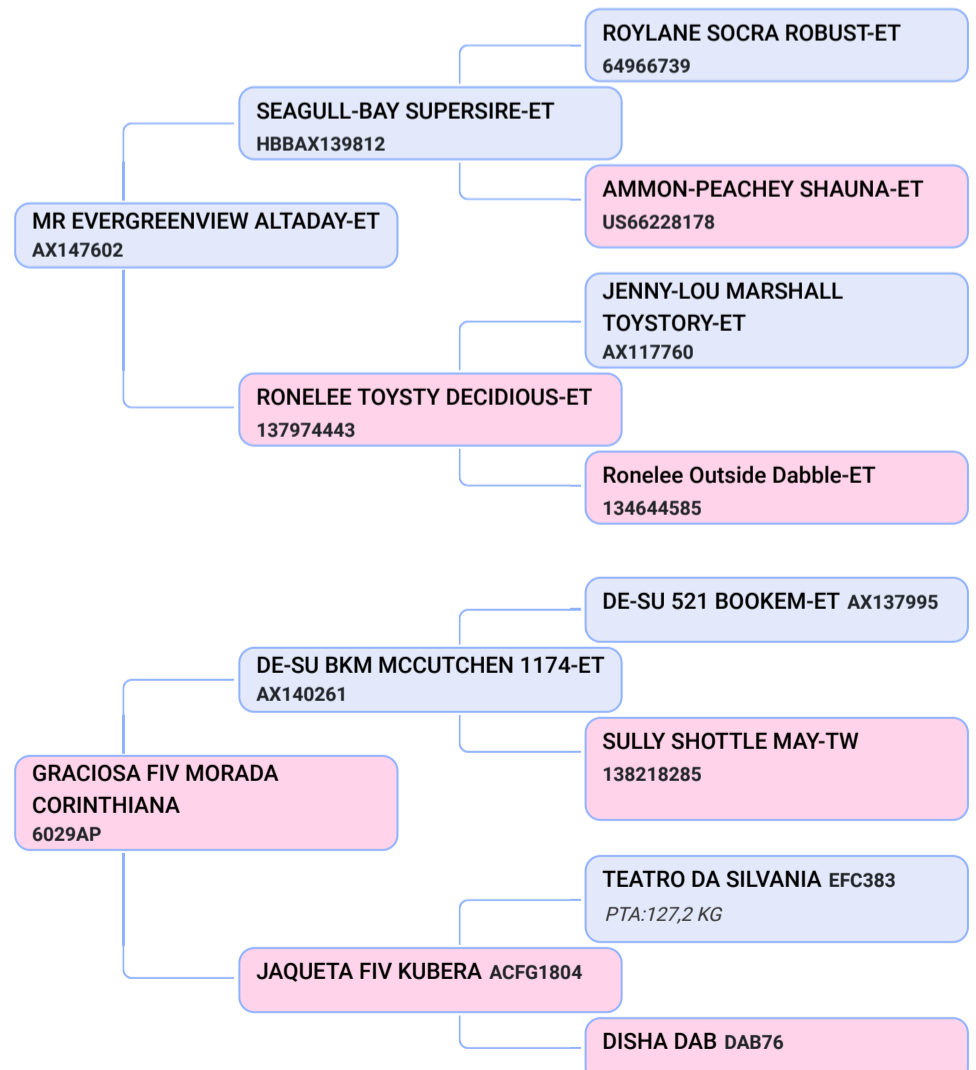 ROYLANE SOCRA ROBUST-ET
64966739
SEAGULL-BAY SUPERSIRE-ET
HBBAX139812
AMMON-PEACHEY SHAUNA-ET
US66228178
MR EVERGREENVIEW ALTADAY-ET
AX147602
JENNY-LOU MARSHALL
TOYSTORY-ET
AX117760
RONELEE TOYSTY DECIDIOUS-ET
137974443
Ronelee Outside Dabble-ET
134644585
DE-SU 521 BOOKEM-ET AX137995
DE-SU BKM MCCUTCHEN 1174-ET
AX140261
SULLY SHOTTLE MAY-TW
138218285
GRACIOSA FIV MORADA
CORINTHIANA
6029AP
TEATRO DA SILVANIA EFC383
PTA:127,2 KG
JAQUETA FIV KUBERA ACFG1804
DISHA DAB DAB76